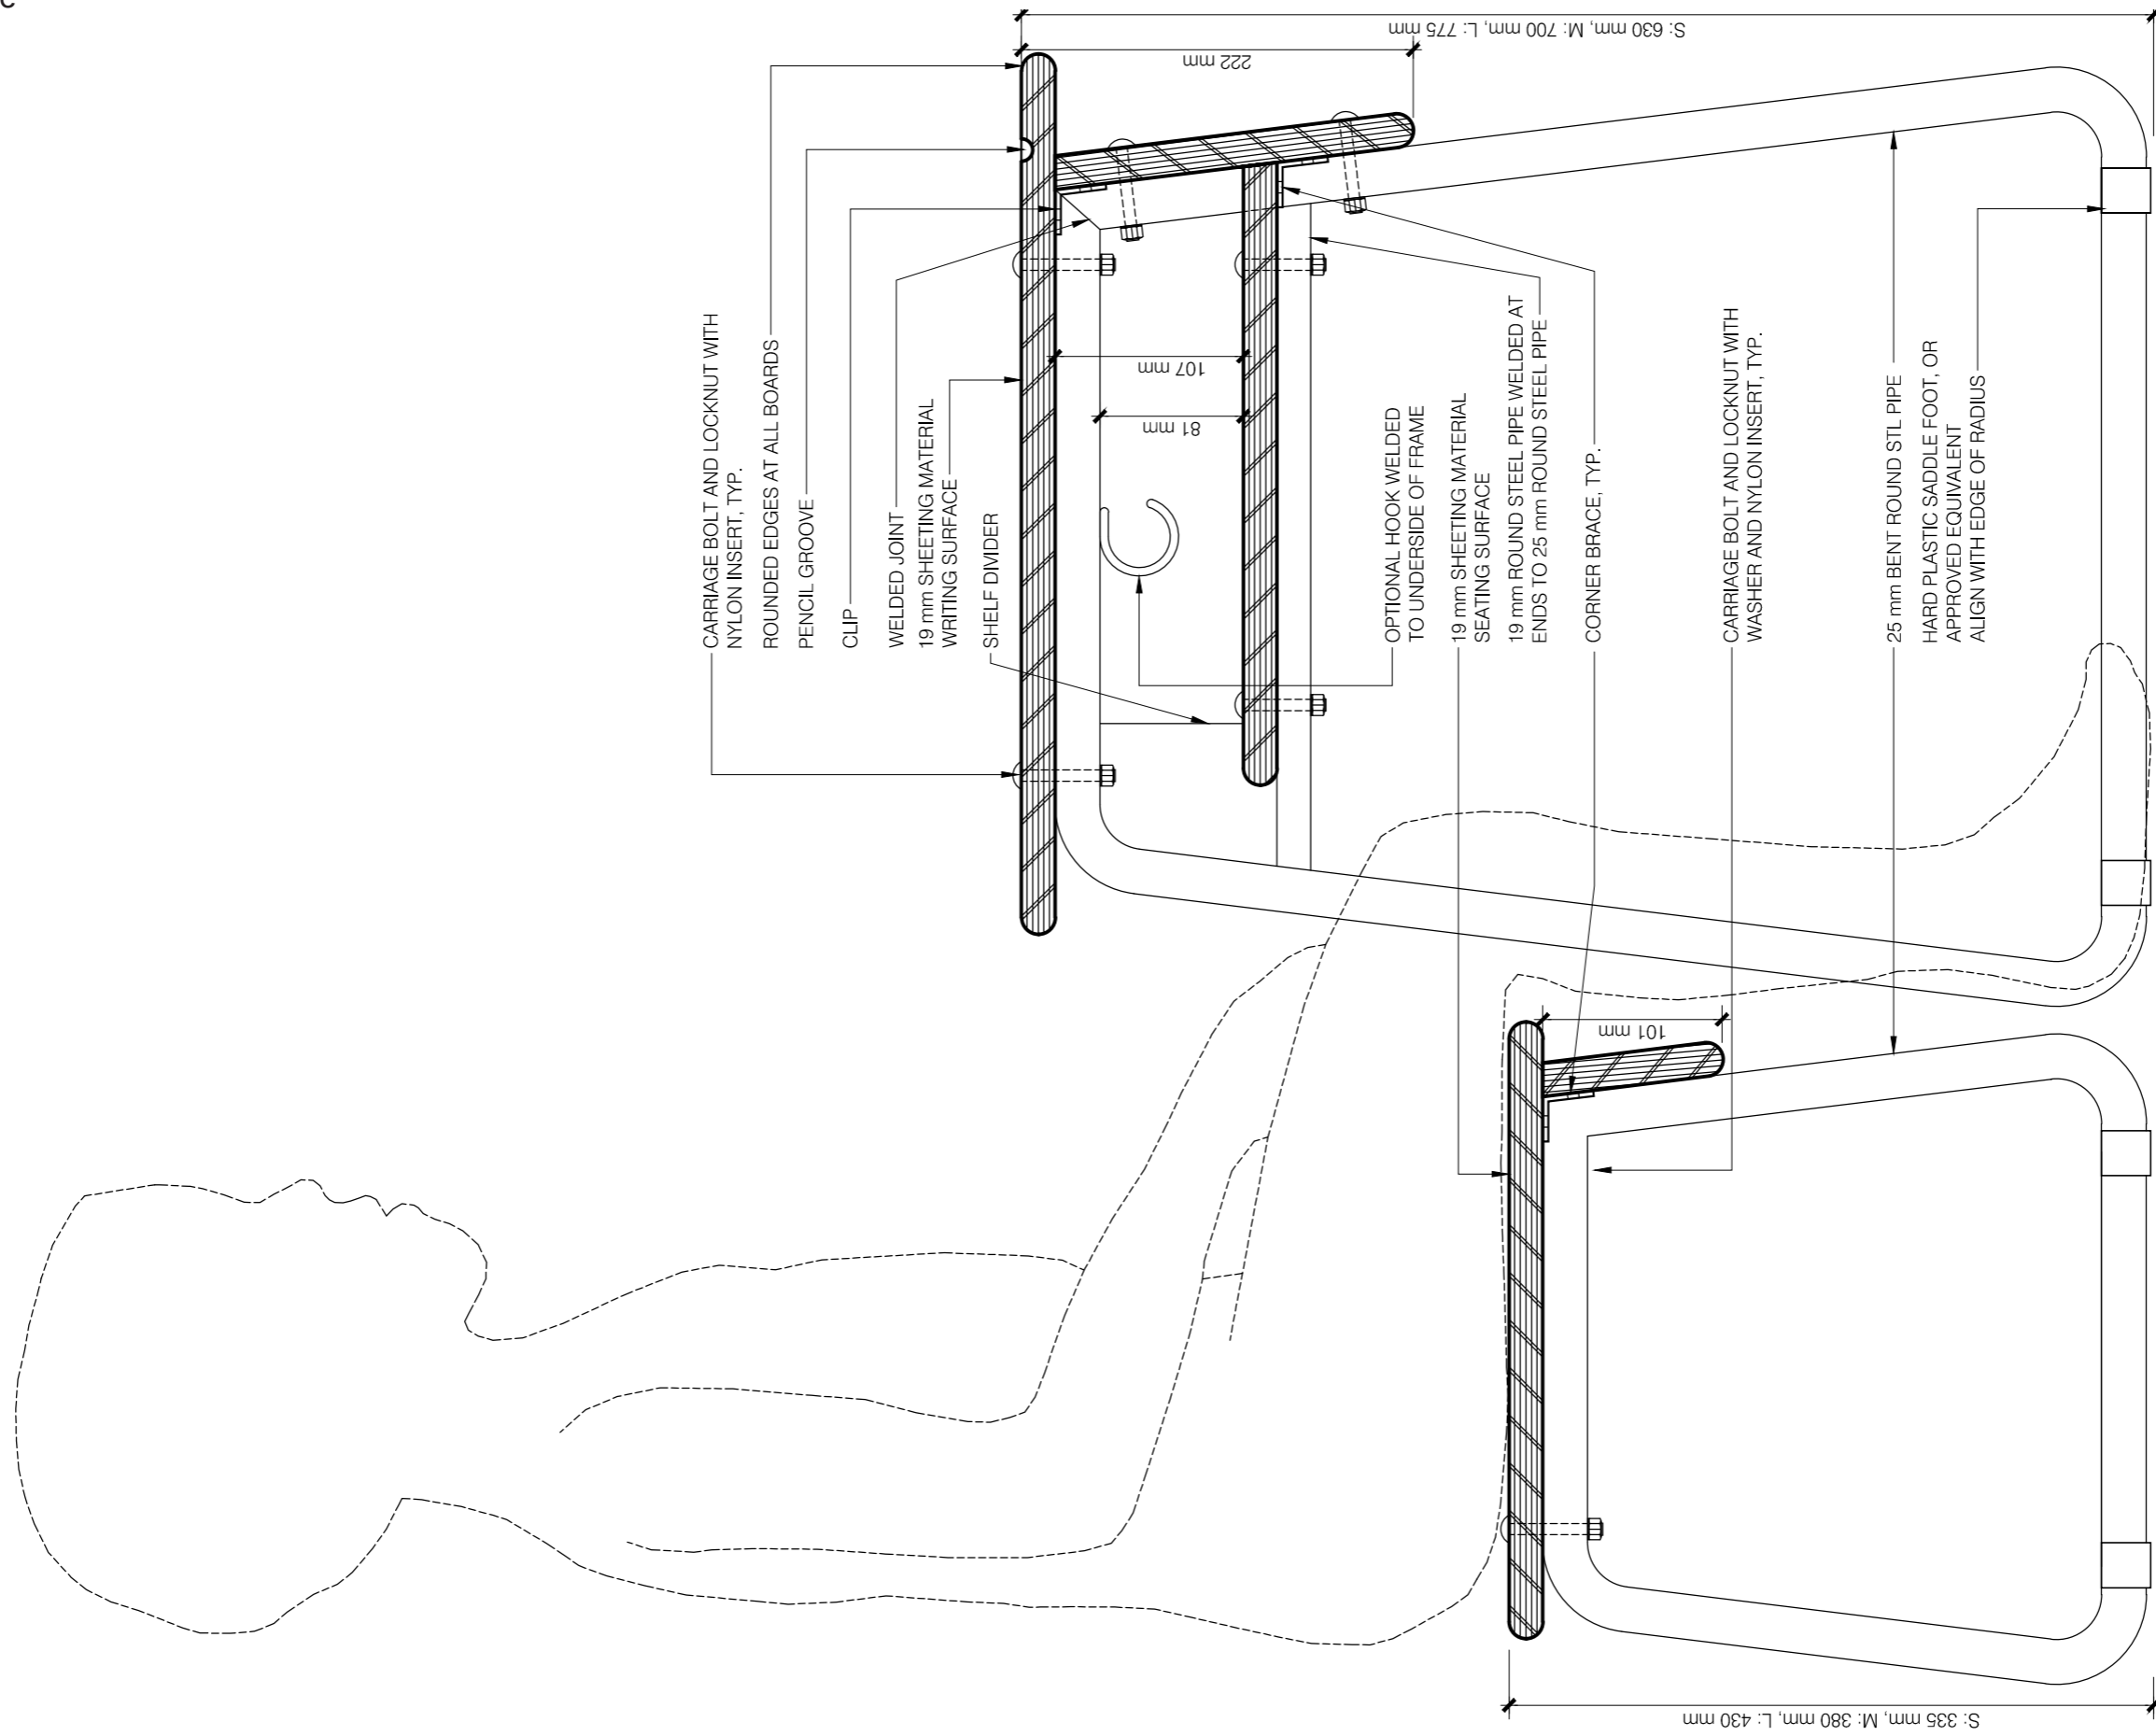 CARRIAGE BOLT AND LOCKNUT WITH
NYLON INSERT, TYP.
ROUNDED EDGES AT ALL BOARDS
PENCIL GROOVE
CLIP
WELDED JOINT
19 mm SHEETING MATERIAL
WRITING SURFACE
SHELF DIVIDER
OPTIONAL HOOK WELDED
TO UNDERSIDE OF FRAME
19 mm SHEETING MATERIAL
SEATING SURFACE
19 mm ROUND STEEL PIPE WELDED AT
ENDS TO 25 mm ROUND STEEL PIPE
CORNER BRACE, TYP.
CARRIAGE BOLT AND LOCKNUT WITH
WASHER AND NYLON INSERT, TYP.
25 mm BENT ROUND STL PIPE
HARD PLASTIC SADDLE FOOT, OR
APPROVED EQUIVALENT
ALIGN WITH EDGE OF RADIUS
S: 630 mm, M: 700 mm, L: 775 mm
222 mm
107 mm
81 mm
101 mm
S: 335 mm, M: 380 mm, L: 430 mm